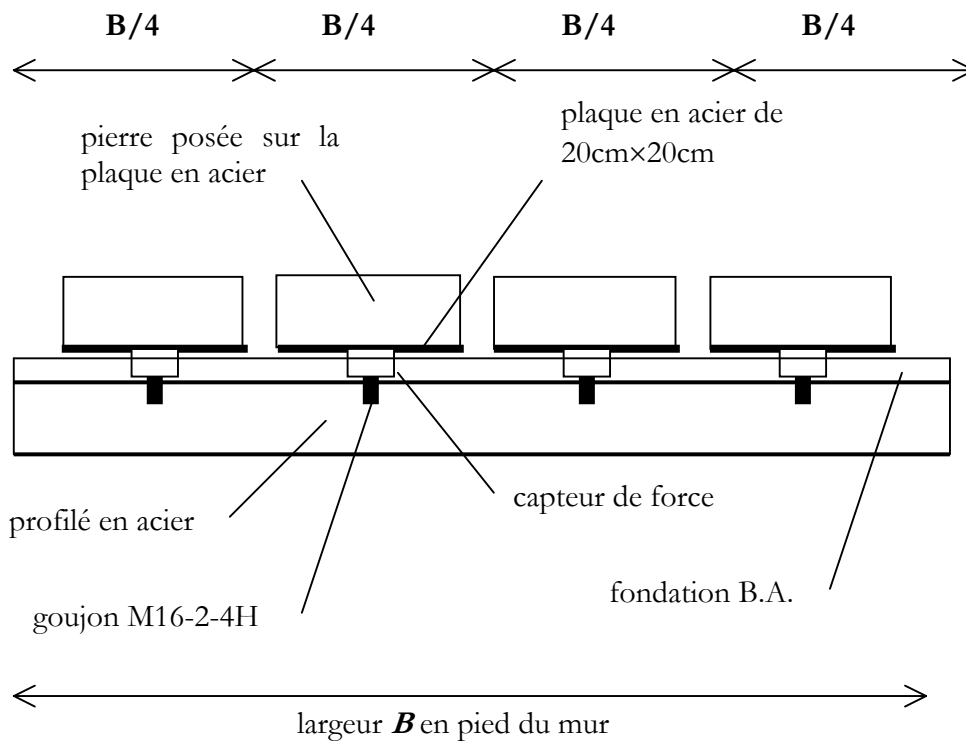 B/4 B/4 B/4 B/4
pierre posée sur la
plaque en acier
plaque en acier de
20cm×20cm
profilé en acier
capteur de force
goujon M16-2-4H
fondation B.A.
largeur B en pied du mur